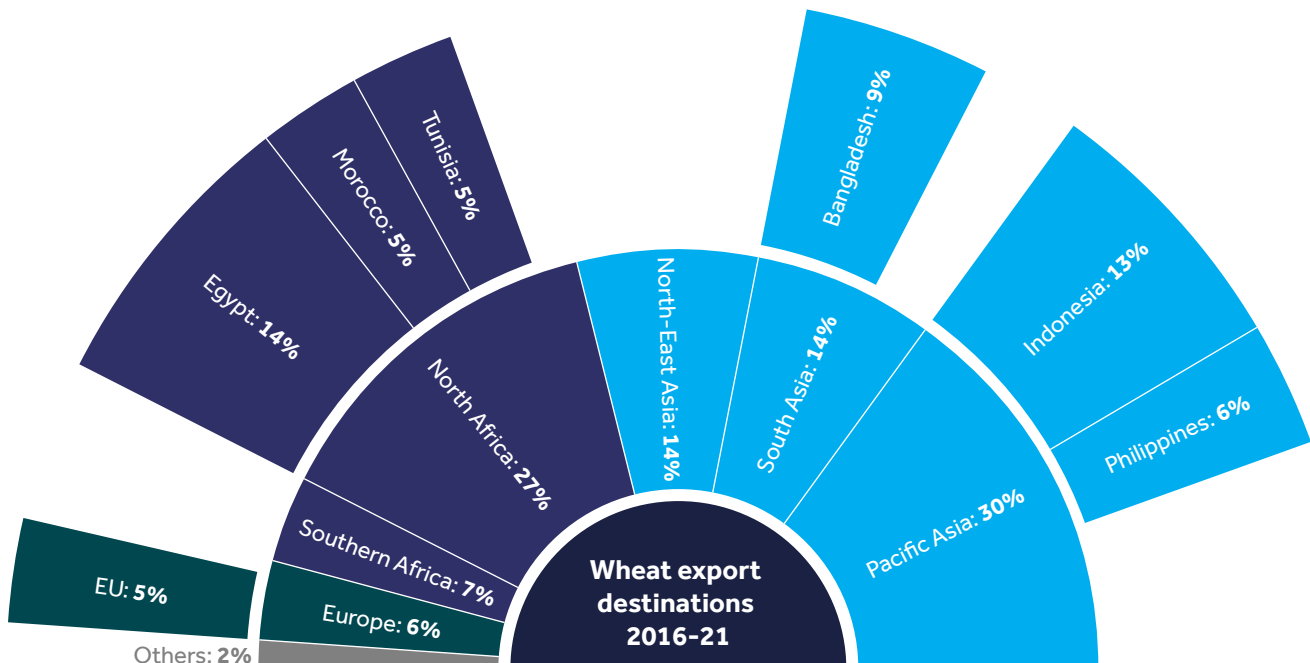 Tunisia: 5%
Morocco: 5%
Egypt: 14%
Bangladesh: 9%
Indonesia: 13%
Philippines: 6%
North Africa: 27%
North-East Asia: 14%
South Asia: 14%
Pacific Asia: 30%
Southern Africa: 7%
EU: 5%
Europe: 6%
Others: 2%
Wheat export
destinations
2016-21